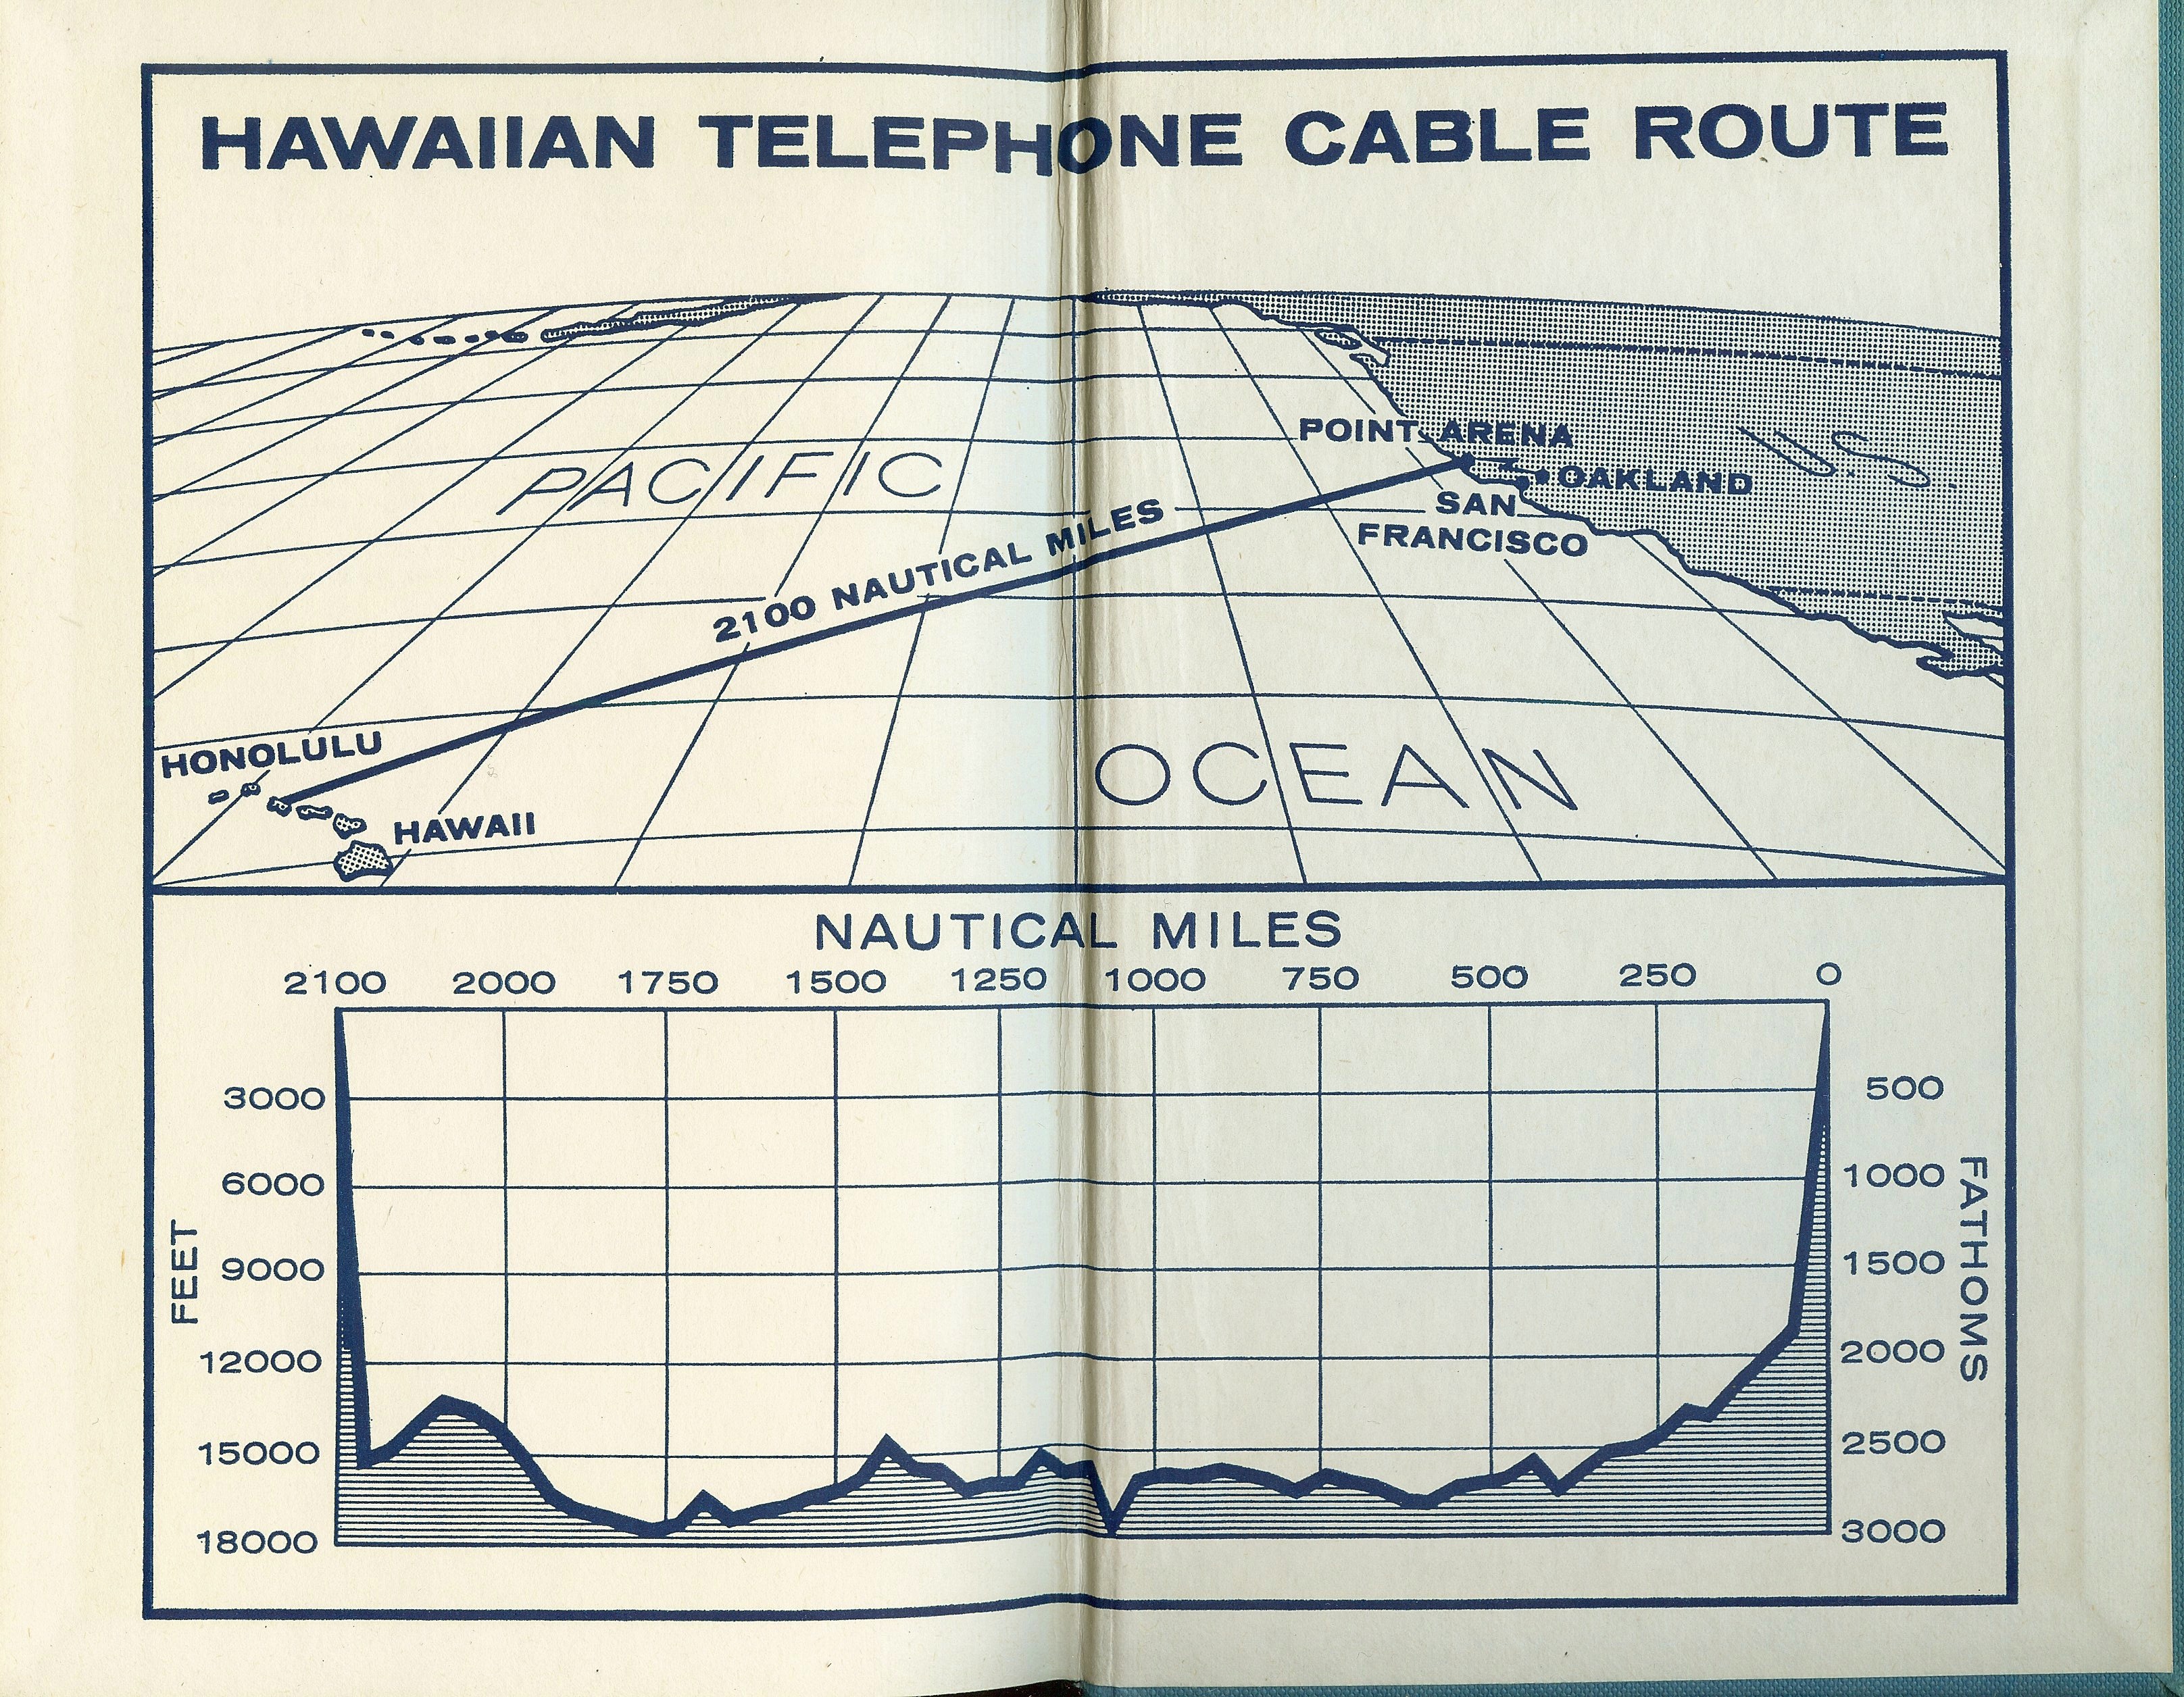 HAWAIIAN TELEPHONE CABLE ROUTE
POINT ARENA
U.S.
OAKLAND
PACIFIC
SAN
FRANCISCO
2100 NAUTICAL MILES
HONOLULU
OCEAN
HAWAII
NAUTICAL MILES
2100 2000 1750 1500 1250 1000 750 500 250 0
3000 500
6000 1000
9000 1500
12000 2000
15000 2500
18000 3000
FEET
FATHOMS